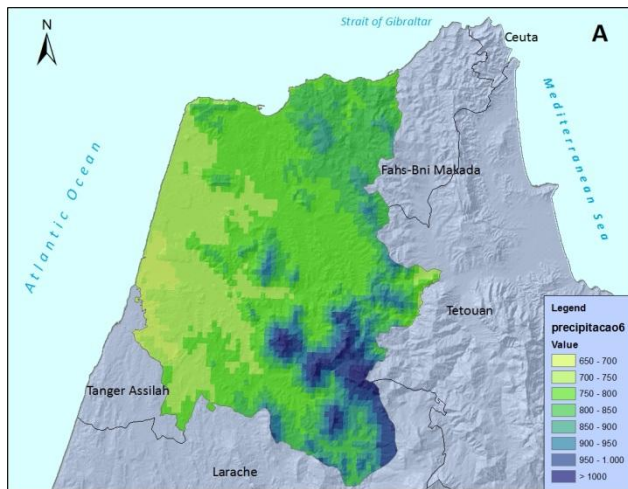 N
Strait of Gibraltar
A
Ceuta
Mediterranean Sea
Atlantic Ocean
Fahs-Bni Makada
Tetouan
Tanger Assilah
Larache
Legend
precipitacao6
Value
650 - 700
700 - 750
750 - 800
800 - 850
850 - 900
900 - 950
950 - 1.000
> 1000